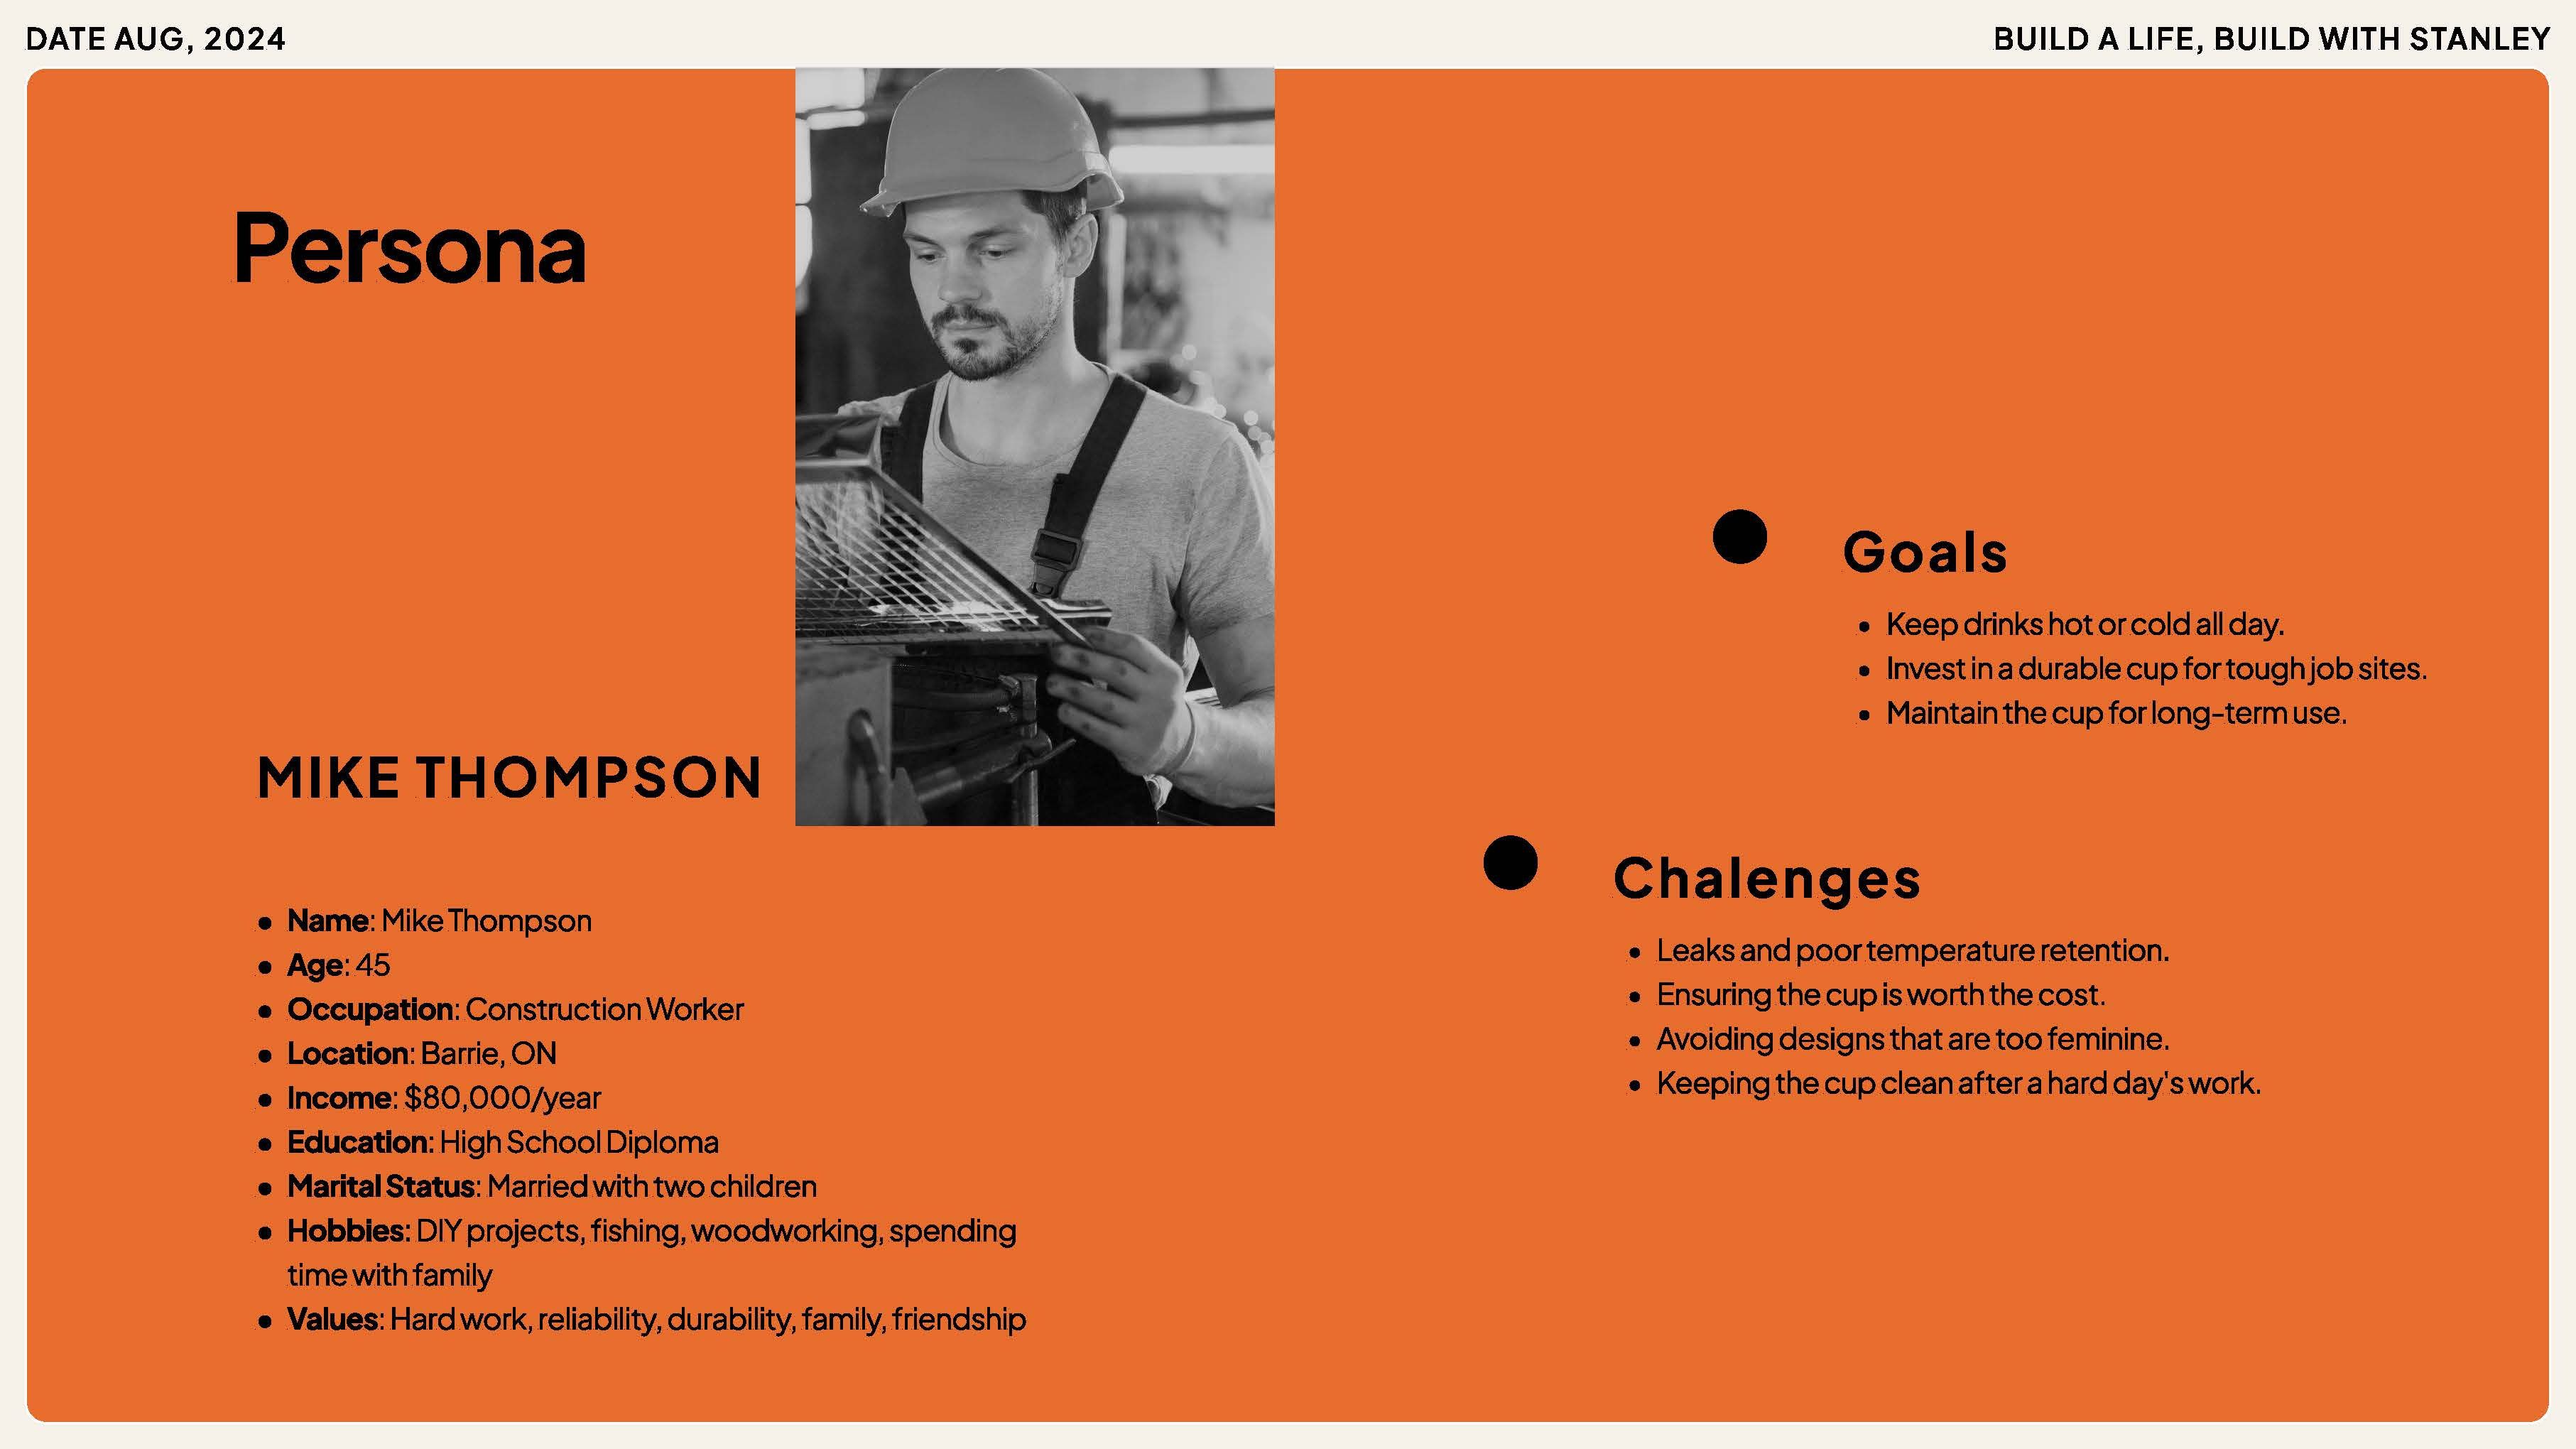 DATE AUG, 2024
BUILD A LIFE, BUILD WITH STANLEY
Persona
MIKE THOMPSON
• Name: Mike Thompson
• Age: 45
• Occupation: Construction Worker
• Location: Barrie, ON
• Income: $80,000/year
• Education: High School Diploma
• Marital Status: Married with two children
• Hobbies: DIY projects, fishing, woodworking, spending
time with family
• Values: Hard work, reliability, durability, family, friendship
Goals
• Keep drinks hot or cold all day.
• Invest in a durable cup for tough job sites.
• Maintain the cup for long-term use.
Chalenges
• Leaks and poor temperature retention.
• Ensuring the cup is worth the cost.
• Avoiding designs that are too feminine.
• Keeping the cup clean after a hard day's work.